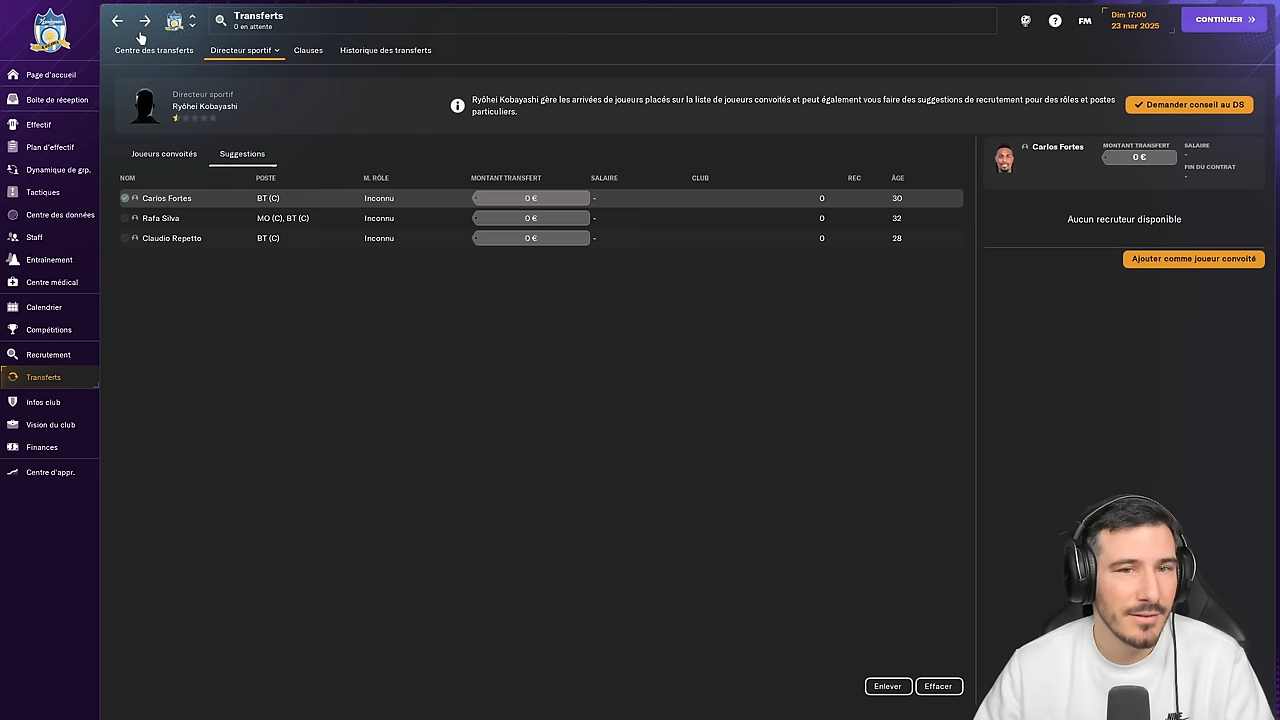 Transferts
0 en attente
FM
Dim 17:00
23 mar 2025
CONTINUER
Centre des transferts
Directeur sportif
Clauses
Historique des transferts
Page d'accueil
Boîte de réception
Effectif
Plan d'effectif
Dynamique de grp.
Tactiques
Centre des données
Staff
Entraînement
Centre médical
Calendrier
Compétitions
Recrutement
Transferts
Infos club
Vision du club
Finances
Centre d'appr.
Directeur sportif
Ryôhei Kobayashi
Ryôhei Kobayashi gère les arrivées de joueurs placés sur la liste de joueurs convoités et peut également vous faire des suggestions de recrutement pour des rôles et postes
particuliers.
Demander conseil au DS
Joueurs convoités
Suggestions
NOM POSTE M. RÔLE MONTANT TRANSFERT SALAIRE CLUB REC ÂGE
Carlos Fortes BT (C) Inconnu 0 € - 0 30
Rafa Silva MO (C), BT (C) Inconnu 0 € - 0 32
Claudio Repetto BT (C) Inconnu 0 € - 0 28
Carlos Fortes
MONTANT TRANSFERT
0 €
SALAIRE
-
FIN DU CONTRAT
-
Aucun recruteur disponible
Ajouter comme joueur convoité
Enlever
Effacer